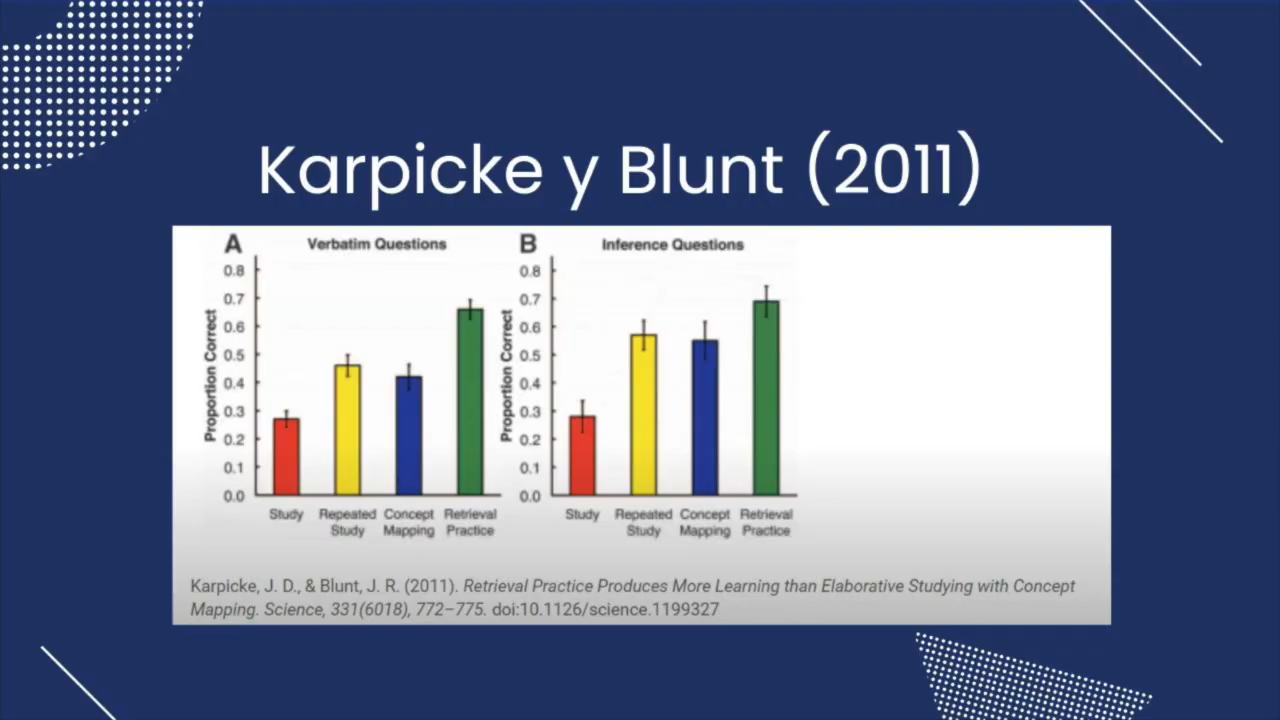 Karpicke y Blunt (2011)
A Verbatim Questions
Proportion Correct
0.8
0.7
0.6
0.5
0.4
0.3
0.2
0.1
0.0
Study Repeated Concept Retrieval
Study Mapping Practice
B Inference Questions
Proportion Correct
0.8
0.7
0.6
0.5
0.4
0.3
0.2
0.1
0.0
Study Repeated Concept Retrieval
Study Mapping Practice
Karpicke, J. D., & Blunt, J. R. (2011). Retrieval Practice Produces More Learning than Elaborative Studying with Concept
Mapping. Science, 331(6018), 772–775. doi:10.1126/science.1199327